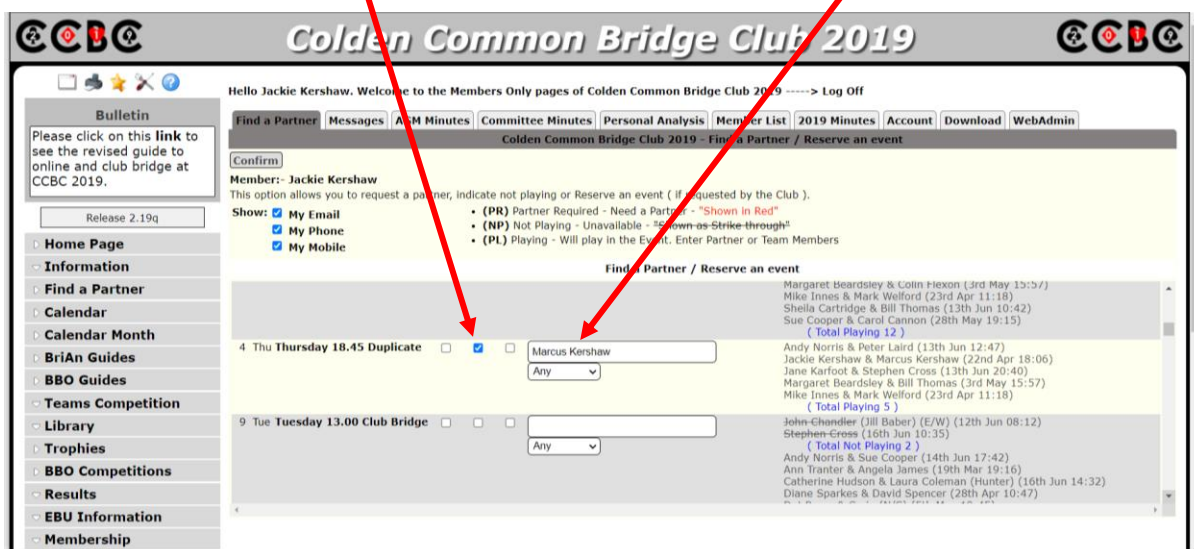 CCBC
Colden Common Bridge Club 2019
CCBC
Hello Jackie Kershaw. Welcome to the Members Only pages of Colden Common Bridge Club 2019 -----> Log Off
Bulletin
Please click on this link to
see the revised guide to
online and club bridge at
CCBC 2019.
Release 2.19q
Home Page
Information
Find a Partner
Calendar
Calendar Month
BriAn Guides
BBO Guides
Teams Competition
Library
Trophies
BBO Competitions
Results
EBU Information
Membership
Find a Partner Messages AGM Minutes Committee Minutes Personal Analysis Member List 2019 Minutes Account Download WebAdmin
Colden Common Bridge Club 2019 - Find a Partner / Reserve an event
Confirm
Member:- Jackie Kershaw
This option allows you to request a partner, indicate not playing or Reserve an event ( if requested by the Club ).
Show: My Email
My Phone
My Mobile
• (PR) Partner Required - Need a Partner - "Shown in Red"
• (NP) Not Playing - Unavailable - "Shown as Strike through"
• (PL) Playing - Will play in the Event. Enter Partner or Team Members
Find a Partner / Reserve an event
Margaret Beardsley & Colin Flexon (3rd May 15:57)
Mike Innes & Mark Welford (23rd Apr 11:18)
Sheila Cartridge & Bill Thomas (13th Jun 10:42)
Sue Cooper & Carol Cannon (28th May 19:15)
( Total Playing 12 )
4 Thu Thursday 18.45 Duplicate
Marcus Kershaw
Any
Andy Norris & Peter Laird (13th Jun 12:47)
Jackie Kershaw & Marcus Kershaw (22nd Apr 18:06)
Jane Karfoot & Stephen Cross (13th Jun 20:40)
Margaret Beardsley & Bill Thomas (3rd May 15:57)
Mike Innes & Mark Welford (23rd Apr 11:18)
( Total Playing 5 )
9 Tue Tuesday 13.00 Club Bridge
Any
John Chandler (Jill Baber) (E/W) (12th Jun 08:12)
Stephen Cross (16th Jun 10:35)
( Total Not Playing 2 )
Andy Norris & Sue Cooper (14th Jun 17:42)
Ann Tranter & Angela James (19th Mar 19:16)
Catherine Hudson & Laura Coleman (Hunter) (16th Jun 14:32)
Diane Sparkes & David Spencer (28th Apr 10:47)